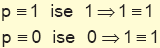 p ≡ 1 ise 1 ⇒ 1 ≡ 1
p ≡ 0 ise 0 ⇒ 1 ≡ 1